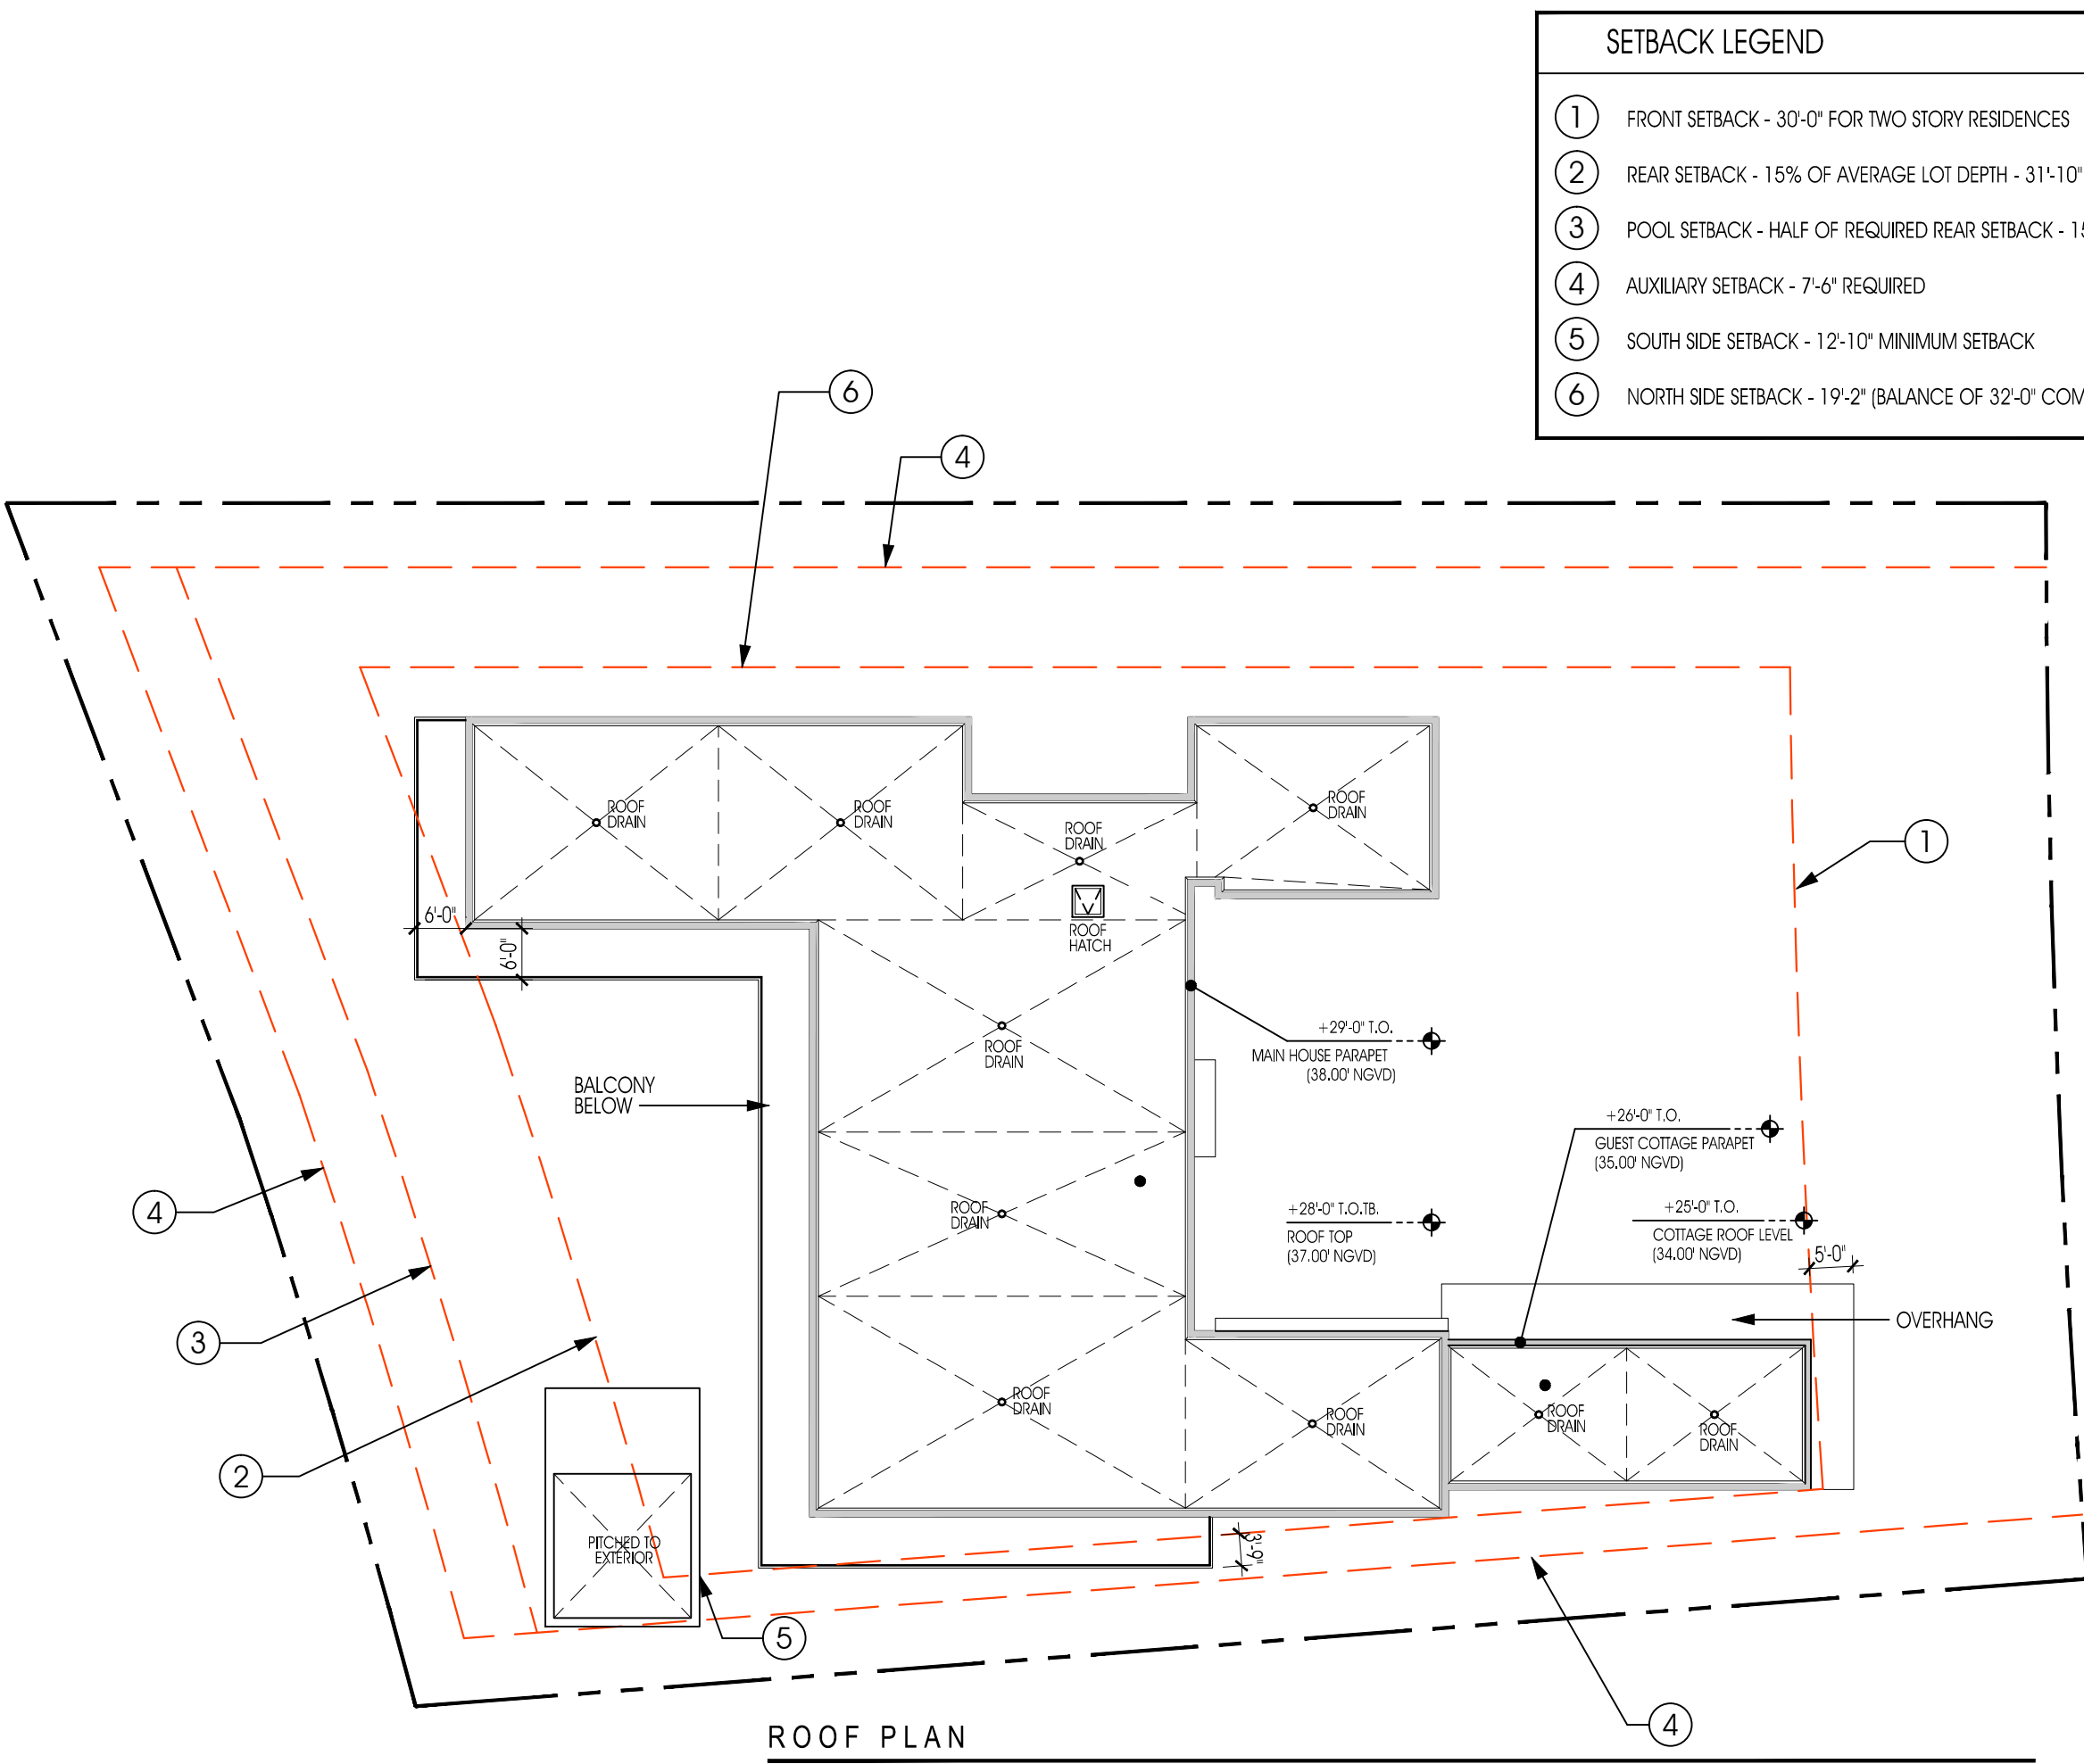 SETBACK LEGEND
1 FRONT SETBACK - 30'-0" FOR TWO STORY RESIDENCES
2 REAR SETBACK - 15% OF AVERAGE LOT DEPTH - 31'-10"
3 POOL SETBACK - HALF OF REQUIRED REAR SETBACK - 15
4 AUXILIARY SETBACK - 7'-6" REQUIRED
5 SOUTH SIDE SETBACK - 12'-10" MINIMUM SETBACK
6 NORTH SIDE SETBACK - 19'-2" (BALANCE OF 32'-0" COM
6
4
ROOF
DRAIN
ROOF
DRAIN
ROOF
DRAIN
ROOF
DRAIN
1
6'-0"
6'-0"
ROOF
HATCH
ROOF
DRAIN
+29'-0" T.O.
MAIN HOUSE PARAPET
(38.00' NGVD)
BALCONY
BELOW
+26'-0" T.O.
GUEST COTTAGE PARAPET
(35.00' NGVD)
4
ROOF
DRAIN
+28'-0" T.O.TB.
ROOF TOP
(37.00' NGVD)
+25'-0" T.O.
COTTAGE ROOF LEVEL
(34.00' NGVD)
5'-0"
3
OVERHANG
2
ROOF
DRAIN
ROOF
DRAIN
ROOF
DRAIN
ROOF
DRAIN
PITCHED TO
EXTERIOR
3'-6"
5
4
ROOF PLAN